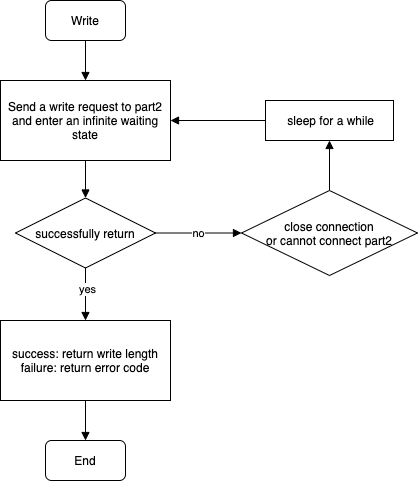 Write
Send a write request to part2
and enter an infinite waiting
state
sleep for a while
successfully return
no
close connection
or cannot connect part2
yes
success: return write length
failure: return error code
End